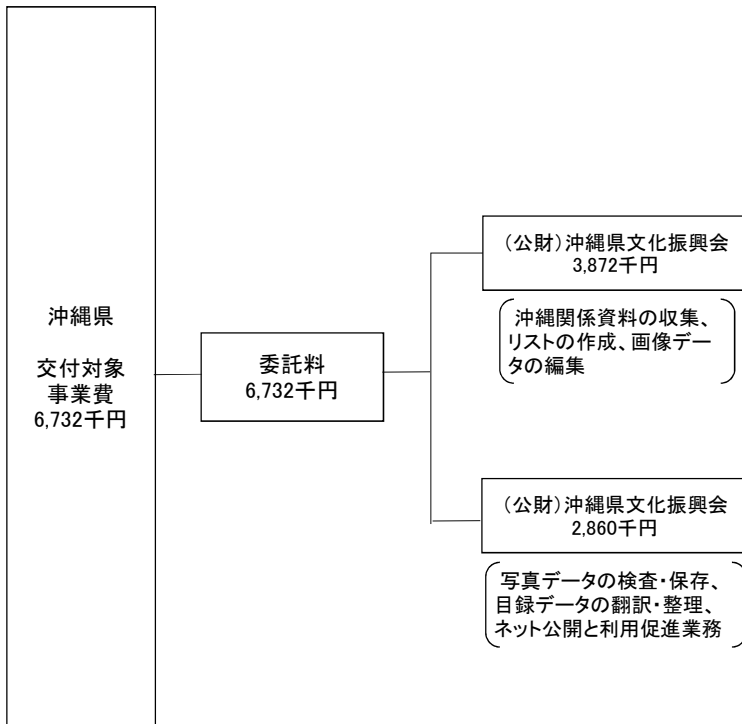 沖縄県
交付対象
事業費
6,732千円
委託料
6,732千円
（公財）沖縄県文化振興会
3,872千円
沖縄関係資料の収集、
リストの作成、画像デー
タの編集
（公財）沖縄県文化振興会
2,860千円
写真データの検査・保存、
目録データの翻訳・整理、
ネット公開と利用促進業務